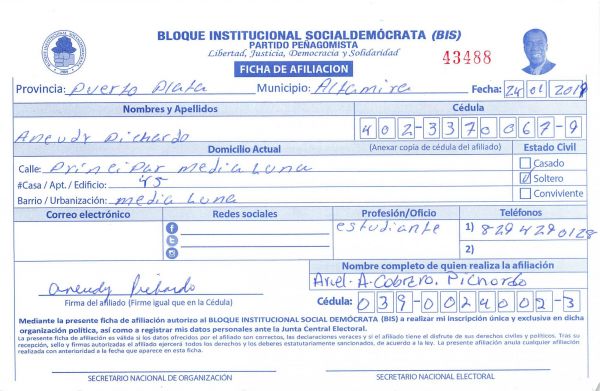 BLOQUE INSTITUCIONAL SOCIALDEMÓCRATA (BIS)
PARTIDO PEÑAGOMISTA
Libertad, Justicia, Democracia y Solidaridad
43488
FICHA DE AFILIACION
Provincia: Puerto Plata Municipio: Altamira Fecha: 24 01 2019
Nombres y Apellidos Cédula
Aneudy Pichardo 402-3370067-9
Domicilio Actual (Anexar copia de cédula del afiliado) Estado Civil
Calle: Principar media Luna Casado
#Casa / Apt. / Edificio: 45 Soltero
Barrio / Urbanización: media Luna Conviviente
Correo electrónico Redes sociales Profesión/Oficio Teléfonos
estudiante 1) 829 4290128
2)
Nombre completo de quien realiza la afiliación
Aneudy Pichardo Ariel. A. Cobrero. Pichordo
Firma del afiliado (Firme igual que en la Cédula) Cédula: 039-0024002-3
Mediante la presente ficha de afiliación autorizo al BLOQUE INSTITUCIONAL SOCIAL DEMÓCRATA (BIS) a realizar mi inscripción única y exclusiva en dicha
organización política, así como a registrar mis datos personales ante la Junta Central Electoral.
La presente ficha de afiliación es válida si los datos ofrecidos por el afiliado son correctos, las declaraciones veraces y si el afiliado tiene el disfrute de sus derechos civiles y políticos. Tras su
recepción, sello y firmas autorizadas el afiliado ejercerá todos los derechos y los deberes estatutariamente sancionados, de acuerdo a la ley. La presente afiliación anula cualquier afiliación
realizada con anterioridad a la fecha que aparece en esta ficha.
SECRETARIO NACIONAL DE ORGANIZACIÓN SECRETARIO NACIONAL ELECTORAL